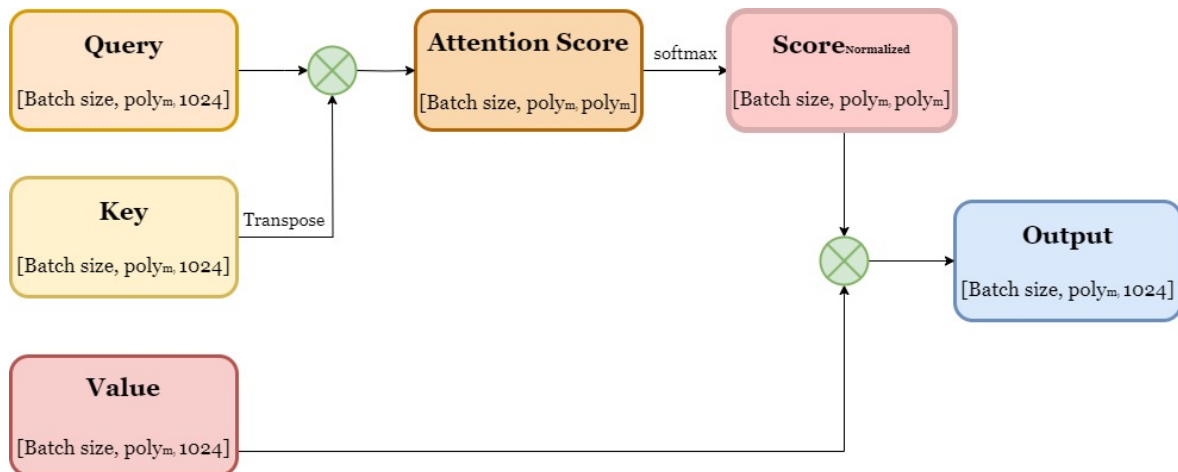 Query
[Batch size, polyₘ, 1024]
Attention Score
[Batch size, polyₘ, polyₘ]
softmax
ScoreNormalized
[Batch size, polyₘ, polyₘ]
Key
[Batch size, polyₘ, 1024]
Transpose
Output
[Batch size, polyₘ, 1024]
Value
[Batch size, polyₘ, 1024]